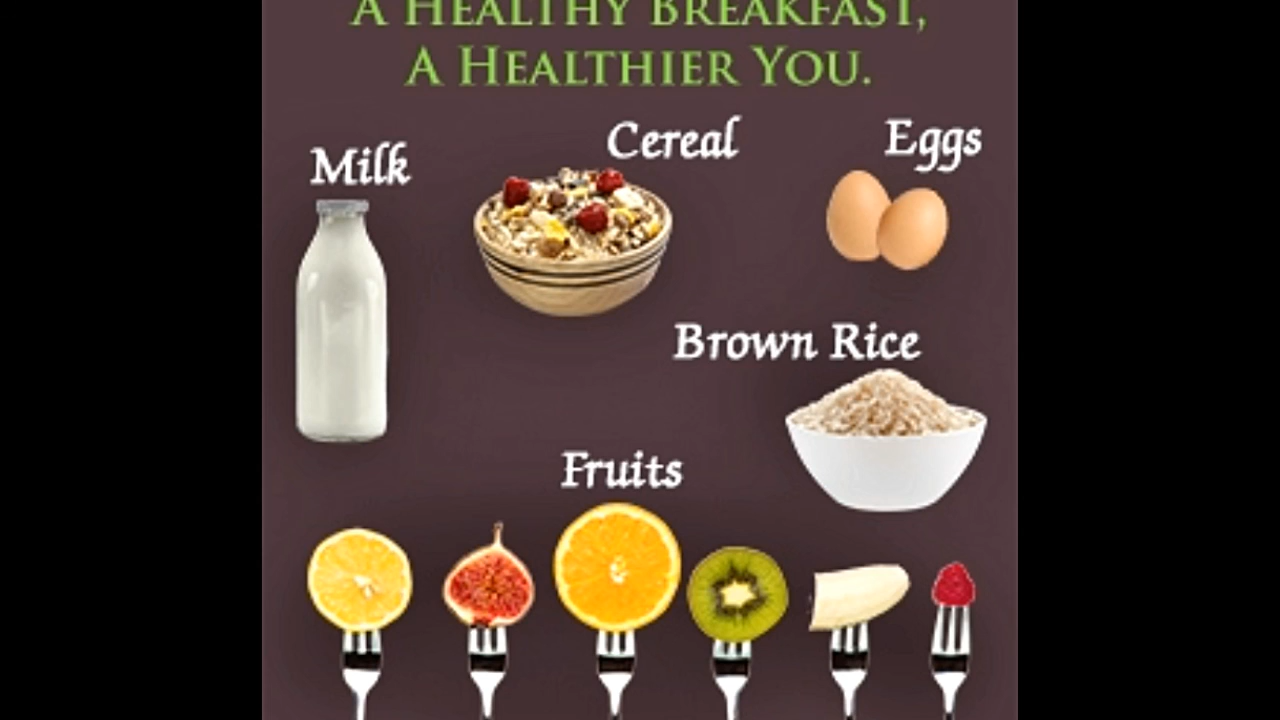 A HEALTHY BREAKFAST,
A HEALTHIER YOU.
Cereal
Eggs
Milk
Brown Rice
Fruits